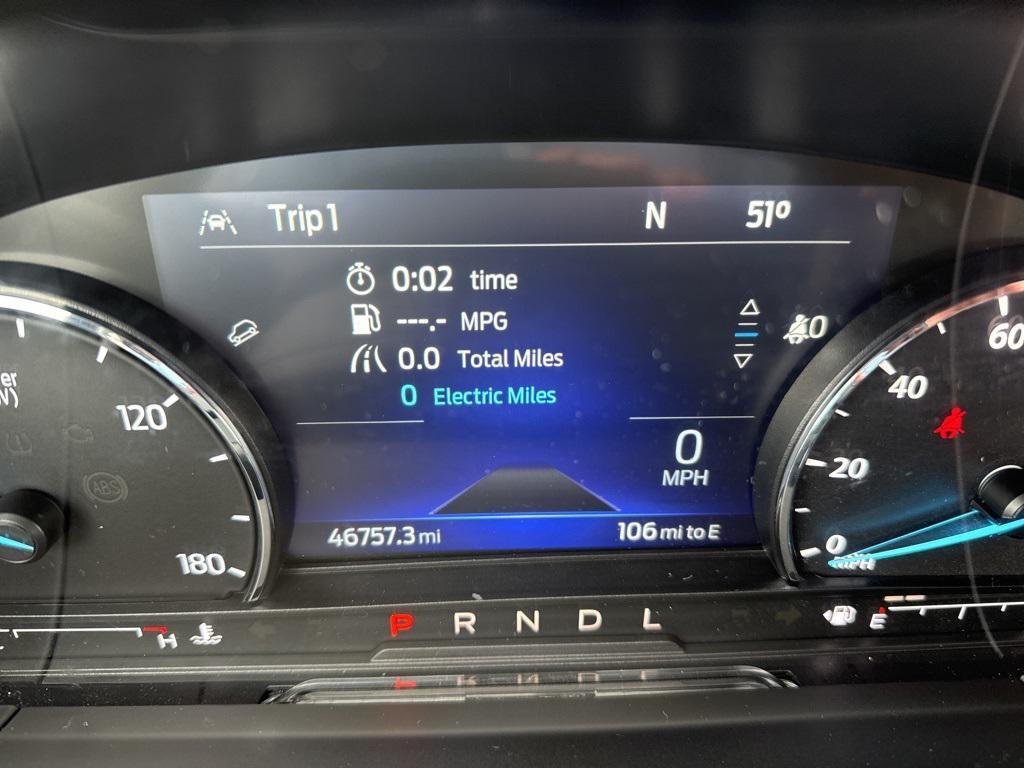 Trip 1 N 51°
0:02 time
---.- MPG
0.0 Total Miles
0 Electric Miles
0
MPH
46757.3 mi 106 mi to E
120
180
ABS
60
40
20
0
MPH
H
P R N D L
E